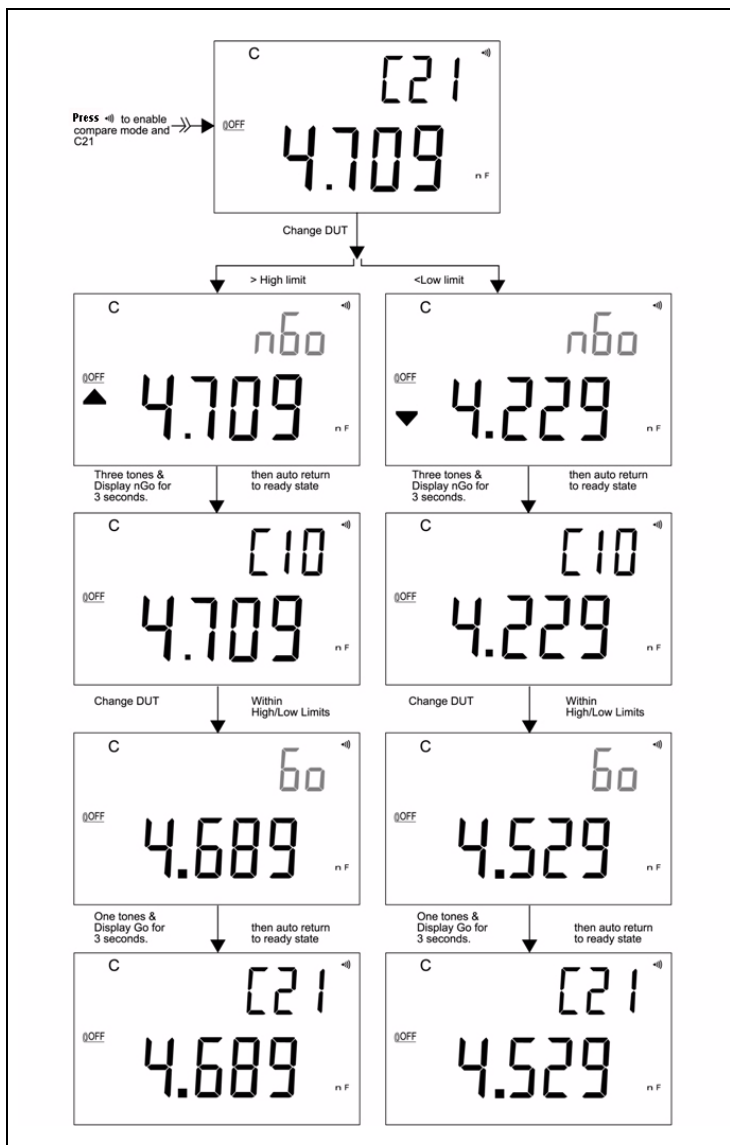 C
C21
Press to enable
compare mode and
C21
OFF
4.709
nF
Change DUT
> High limit
<Low limit
C
nGo
OFF
4.709
nF
C
nGo
OFF
4.229
nF
Three tones &
Display nGo for
3 seconds.
then auto return
to ready state
Three tones &
Display nGo for
3 seconds.
then auto return
to ready state
C
C10
OFF
4.709
nF
C
C10
OFF
4.229
nF
Change DUT
Within
High/Low Limits
Change DUT
Within
High/Low Limits
C
Go
OFF
4.689
nF
C
Go
OFF
4.529
nF
One tones &
Display Go for
3 seconds.
then auto return
to ready state
One tones &
Display Go for
3 seconds.
then auto return
to ready state
C
C21
OFF
4.689
nF
C
C21
OFF
4.529
nF